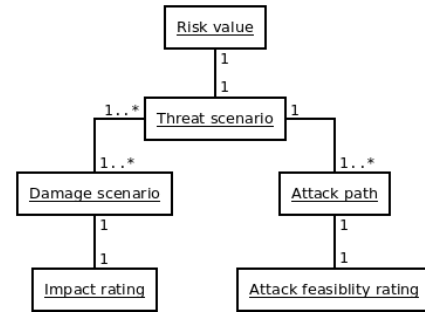 Risk value
1
1
Threat scenario
1..*
1
1..*
1..*
Damage scenario
Attack path
1
1
1
1
Impact rating
Attack feasiblity rating